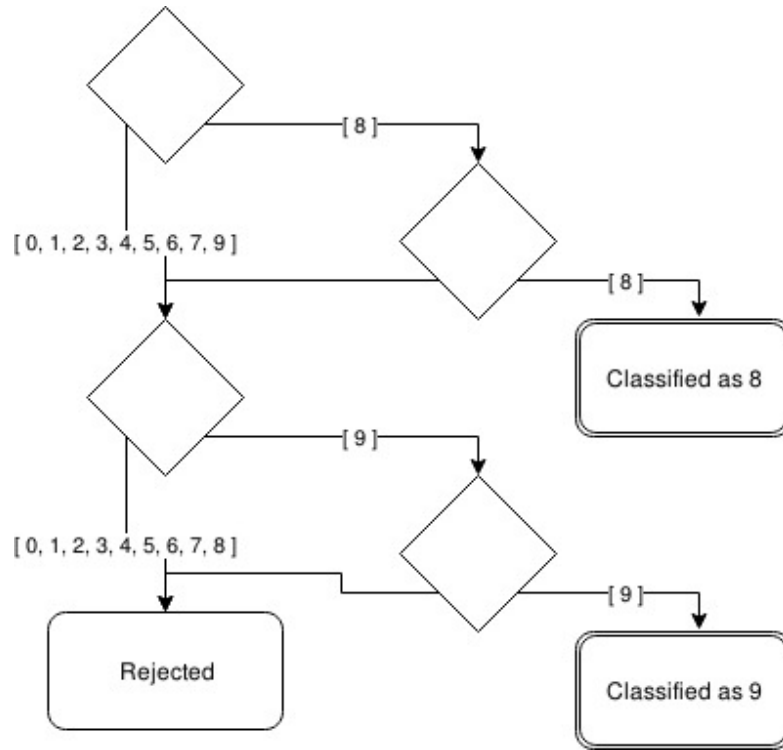 [ 8 ]
[ 0, 1, 2, 3, 4, 5, 6, 7, 9 ]
[ 8 ]
Classified as 8
[ 9 ]
[ 0, 1, 2, 3, 4, 5, 6, 7, 8 ]
[ 9 ]
Rejected
Classified as 9